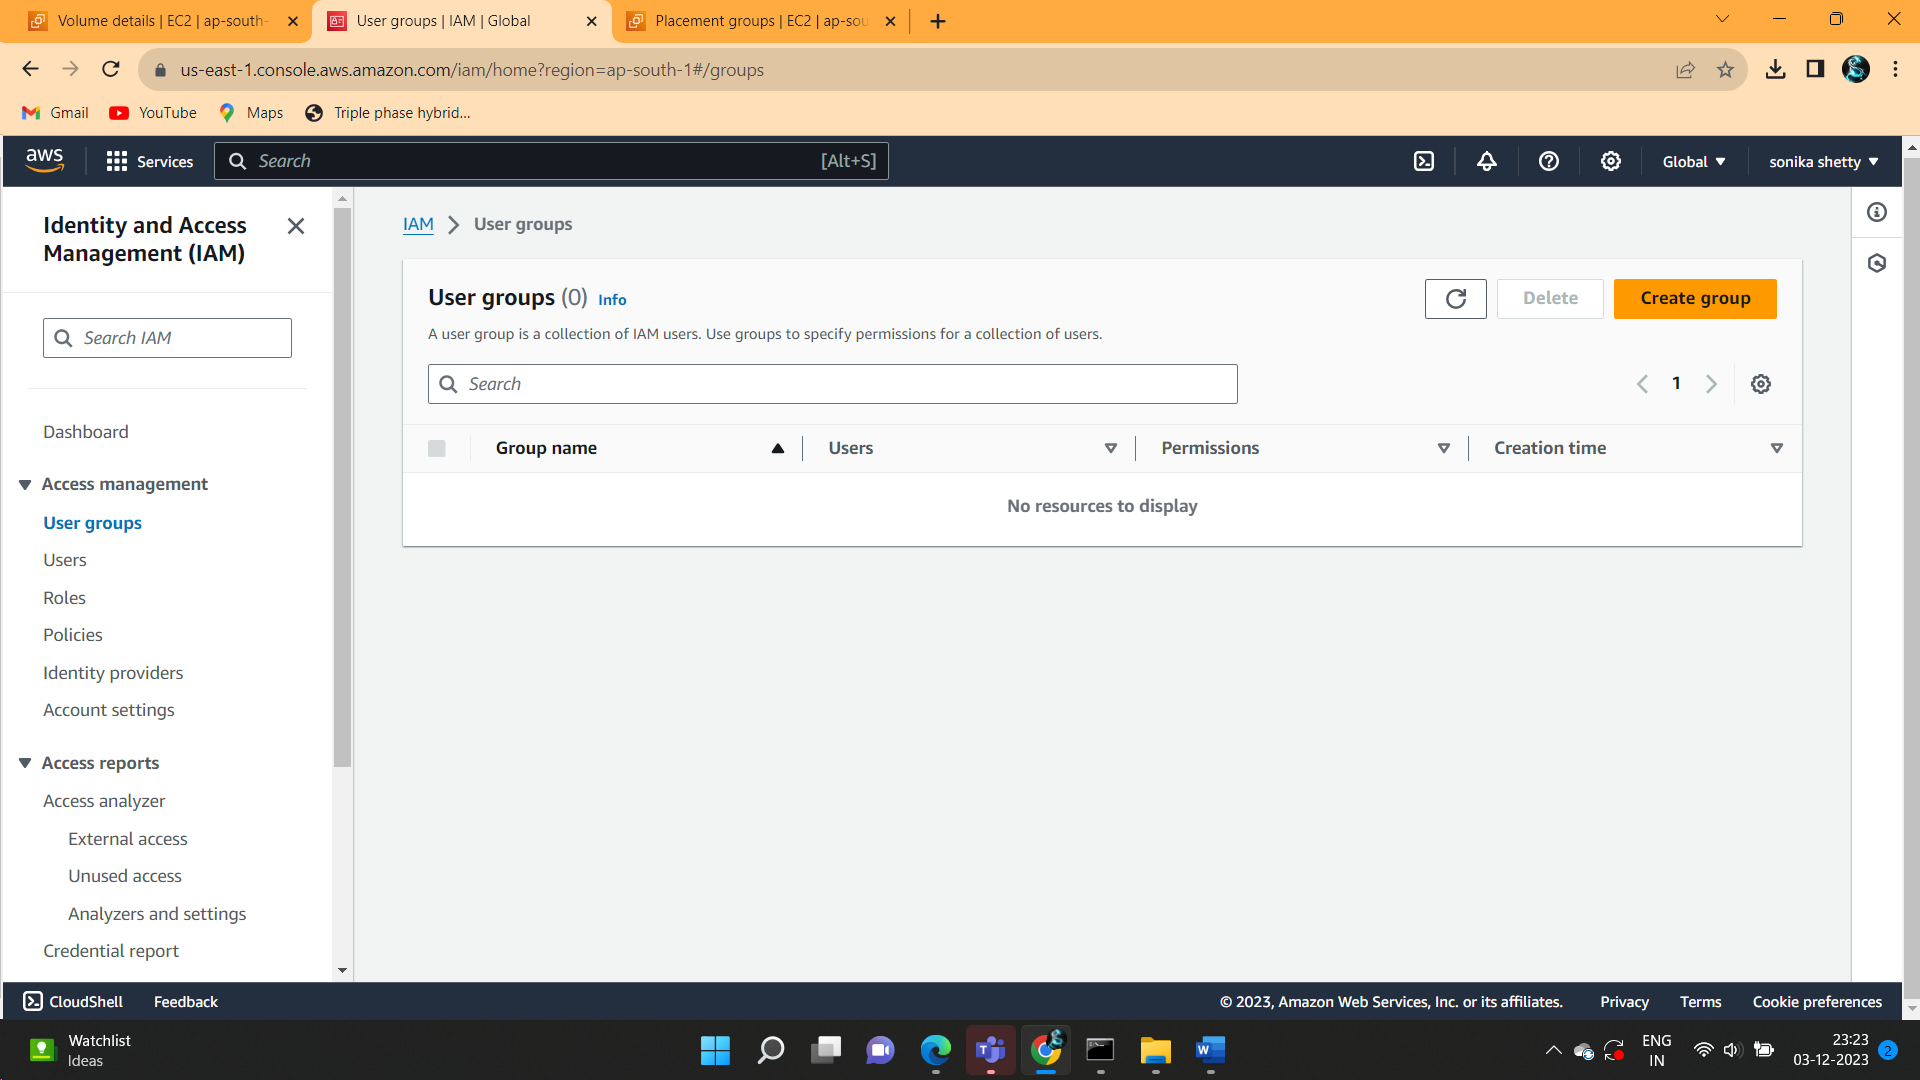 Volume details | EC2 | ap-south-
User groups | IAM | Global
Placement groups | EC2 | ap-sou
us-east-1.console.aws.amazon.com/iam/home?region=ap-south-1#/groups
Gmail
YouTube
Maps
Triple phase hybrid...
aws
Services
Search
[Alt+S]
Global
sonika shetty
Identity and Access
Management (IAM)
Search IAM
Dashboard
Access management
User groups
Users
Roles
Policies
Identity providers
Account settings
Access reports
Access analyzer
External access
Unused access
Analyzers and settings
Credential report
IAM
User groups
User groups (0) Info
Delete
Create group
A user group is a collection of IAM users. Use groups to specify permissions for a collection of users.
Search
1
Group name
Users
Permissions
Creation time
No resources to display
CloudShell
Feedback
© 2023, Amazon Web Services, Inc. or its affiliates.
Privacy
Terms
Cookie preferences
Watchlist
Ideas
ENG
IN
23:23
03-12-2023
2